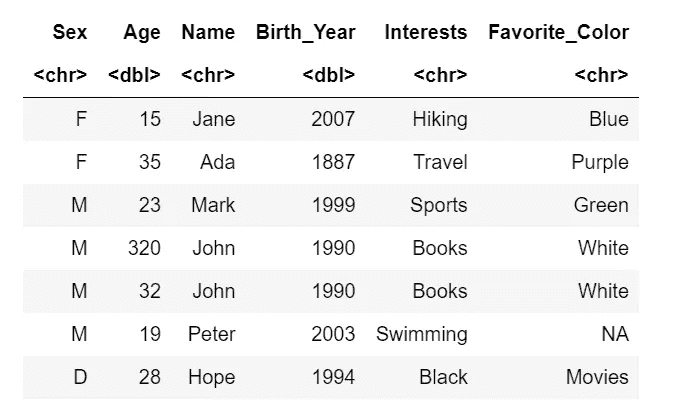 Sex Age Name Birth_Year Interests Favorite_Color
<chr> <dbl> <chr> <dbl> <chr> <chr>
F 15 Jane 2007 Hiking Blue
F 35 Ada 1887 Travel Purple
M 23 Mark 1999 Sports Green
M 320 John 1990 Books White
M 32 John 1990 Books White
M 19 Peter 2003 Swimming NA
D 28 Hope 1994 Black Movies